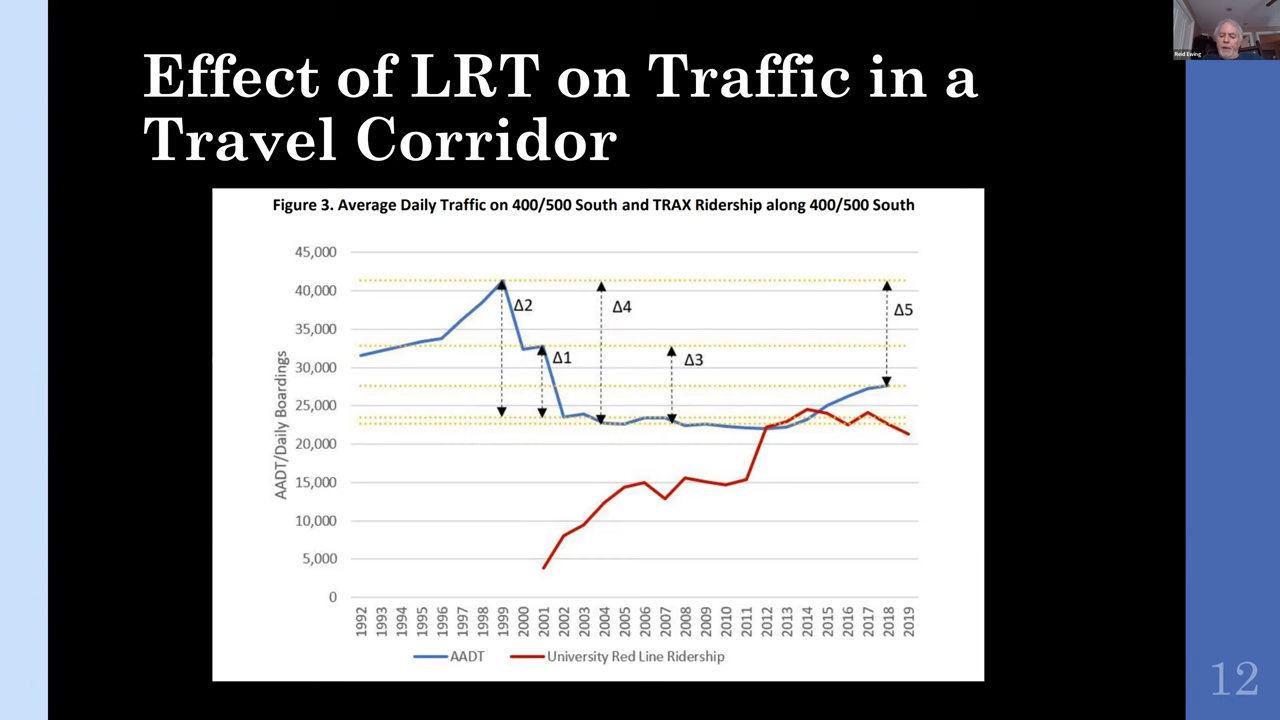 Reid Ewing
Effect of LRT on Traffic in a
Travel Corridor
Figure 3. Average Daily Traffic on 400/500 South and TRAX Ridership along 400/500 South
AADT/Daily Boardings
45,000
40,000
35,000
30,000
25,000
20,000
15,000
10,000
5,000
0
Δ2
Δ4
Δ5
Δ1
Δ3
1992 1993 1994 1995 1996 1997 1998 1999 2000 2001 2002 2003 2004 2005 2006 2007 2008 2009 2010 2011 2012 2013 2014 2015 2016 2017 2018 2019
AADT University Red Line Ridership
12